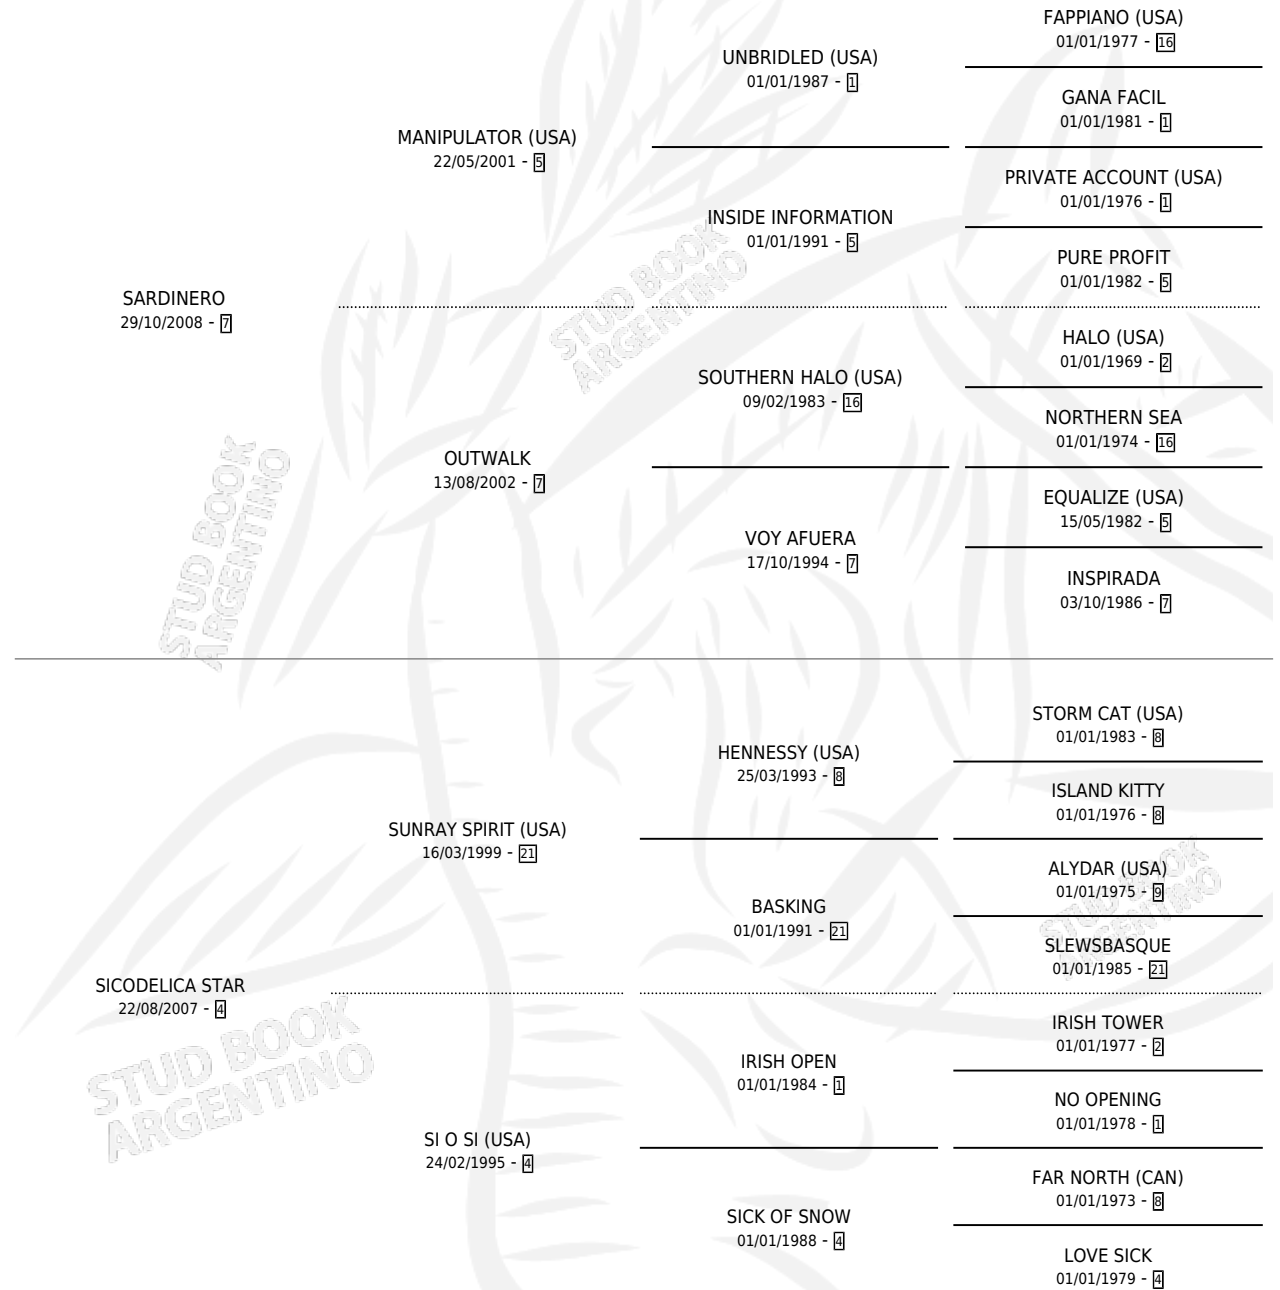 FAPPIANO (USA)
01/01/1977 - 16
UNBRIDLED (USA)
01/01/1987 - 1
GANA FACIL
01/01/1981 - 1
MANIPULATOR (USA)
22/05/2001 - 5
PRIVATE ACCOUNT (USA)
01/01/1976 - 1
INSIDE INFORMATION
01/01/1991 - 5
PURE PROFIT
01/01/1982 - 5
SARDINERO
29/10/2008 - 7
HALO (USA)
01/01/1969 - 2
SOUTHERN HALO (USA)
09/02/1983 - 16
NORTHERN SEA
01/01/1974 - 16
OUTWALK
13/08/2002 - 7
EQUALIZE (USA)
15/05/1982 - 5
VOY AFUERA
17/10/1994 - 7
INSPIRADA
03/10/1986 - 7
STORM CAT (USA)
01/01/1983 - 8
HENNESSY (USA)
25/03/1993 - 8
ISLAND KITTY
01/01/1976 - 8
SUNRAY SPIRIT (USA)
16/03/1999 - 21
ALYDAR (USA)
01/01/1975 - 9
BASKING
01/01/1991 - 21
SLEWSBASQUE
01/01/1985 - 21
SICODELICA STAR
22/08/2007 - 4
IRISH TOWER
01/01/1977 - 2
IRISH OPEN
01/01/1984 - 1
NO OPENING
01/01/1978 - 1
SI O SI (USA)
24/02/1995 - 4
FAR NORTH (CAN)
01/01/1973 - 8
SICK OF SNOW
01/01/1988 - 4
LOVE SICK
01/01/1979 - 4
STUD BOOK
ARGENTINO
STUD BOOK
ARGENTINO
STUD BOOK
ARGENTINO
STUD BOOK
ARGENTINO